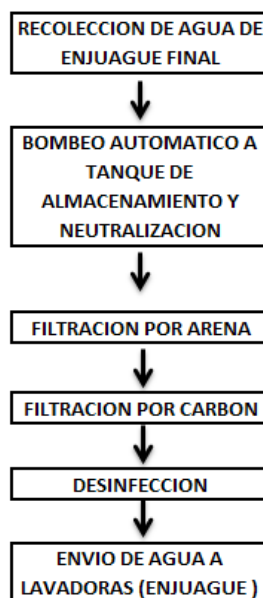 RECOLECCION DE AGUA DE
ENJUAGUE FINAL
BOMBEO AUTOMATICO A
TANQUE DE
ALMACENAMIENTO Y
NEUTRALIZACION
FILTRACION POR ARENA
FILTRACION POR CARBON
DESINFECCION
ENVIO DE AGUA A
LAVADORAS (ENJUAGUE )